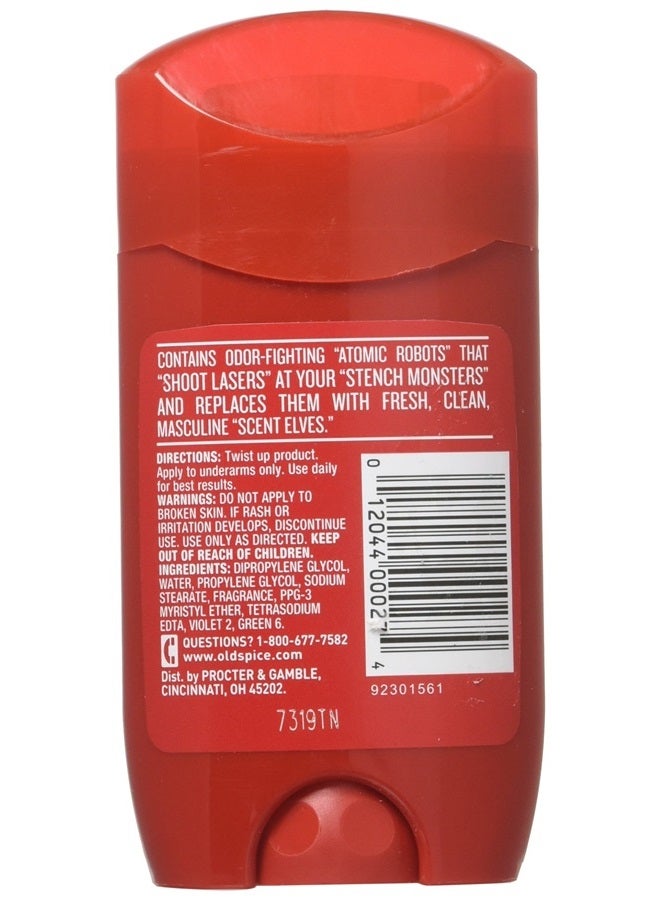 CONTAINS ODOR-FIGHTING "ATOMIC ROBOTS" THAT
"SHOOT LASERS" AT YOUR "STENCH MONSTERS"
AND REPLACES THEM WITH FRESH, CLEAN,
MASCULINE "SCENT ELVES."
DIRECTIONS: Twist up product.
Apply to underarms only. Use daily
for best results.
WARNINGS: DO NOT APPLY TO
BROKEN SKIN. IF RASH OR
IRRITATION DEVELOPS, DISCONTINUE
USE. USE ONLY AS DIRECTED. KEEP
OUT OF REACH OF CHILDREN.
INGREDIENTS: DIPROPYLENE GLYCOL,
WATER, PROPYLENE GLYCOL, SODIUM
STEARATE, FRAGRANCE, PPG-3
MYRISTYL ETHER, TETRASODIUM
EDTA, VIOLET 2, GREEN 6.
QUESTIONS? 1-800-677-7582
www.oldspice.com
Dist. by PROCTER & GAMBLE,
CINCINNATI, OH 45202.
0 12044 00027 4
92301561
7319TN